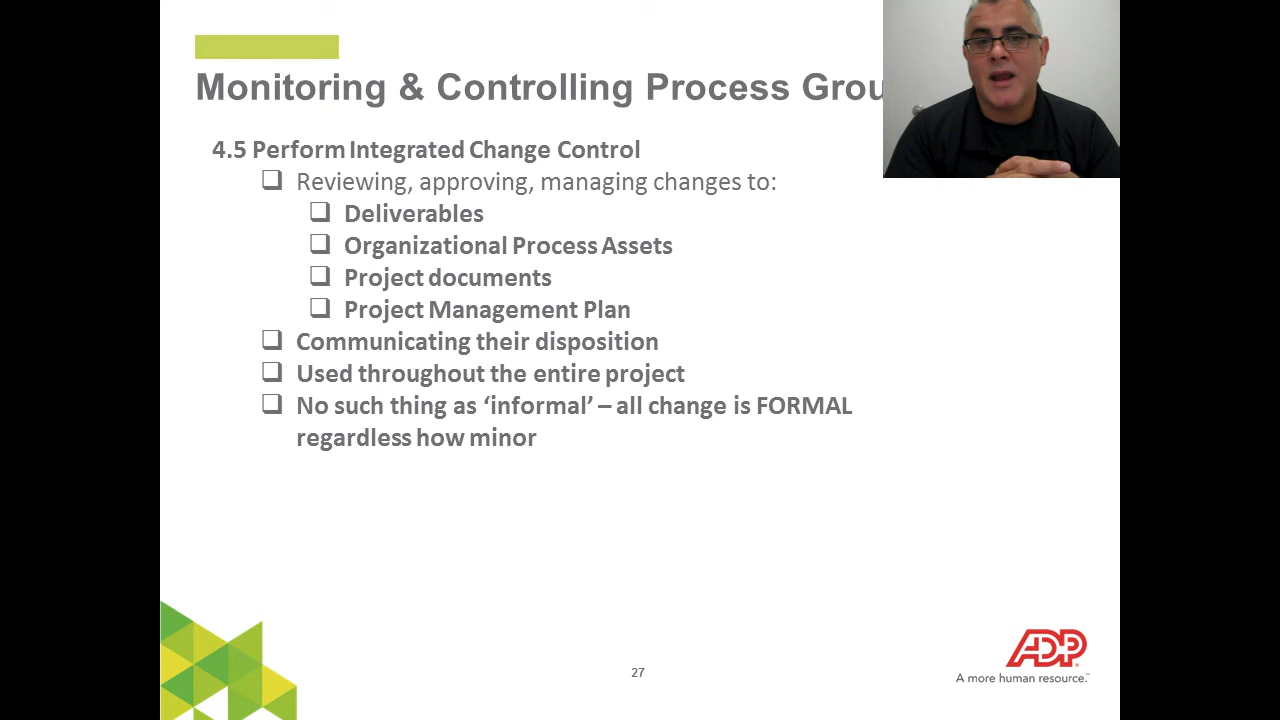 Monitoring & Controlling Process Grou
4.5 Perform Integrated Change Control
Reviewing, approving, managing changes to:
Deliverables
Organizational Process Assets
Project documents
Project Management Plan
Communicating their disposition
Used throughout the entire project
No such thing as ‘informal’ – all change is FORMAL
regardless how minor
27
ADP
A more human resource.™